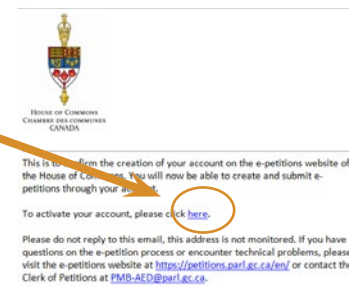 HOUSE OF COMMONS
CHAMBRE DES COMMUNES
CANADA
This is to confirm the creation of your account on the e-petitions website of
the House of Commons. You will now be able to create and submit e-
petitions through your account.
To activate your account, please click here.
Please do not reply to this email, this address is not monitored. If you have
questions on the e-petition process or encounter technical problems, please
visit the e-petitions website at https://petitions.parl.gc.ca/en/ or contact the
Clerk of Petitions at PMB-AED@parl.gc.ca.